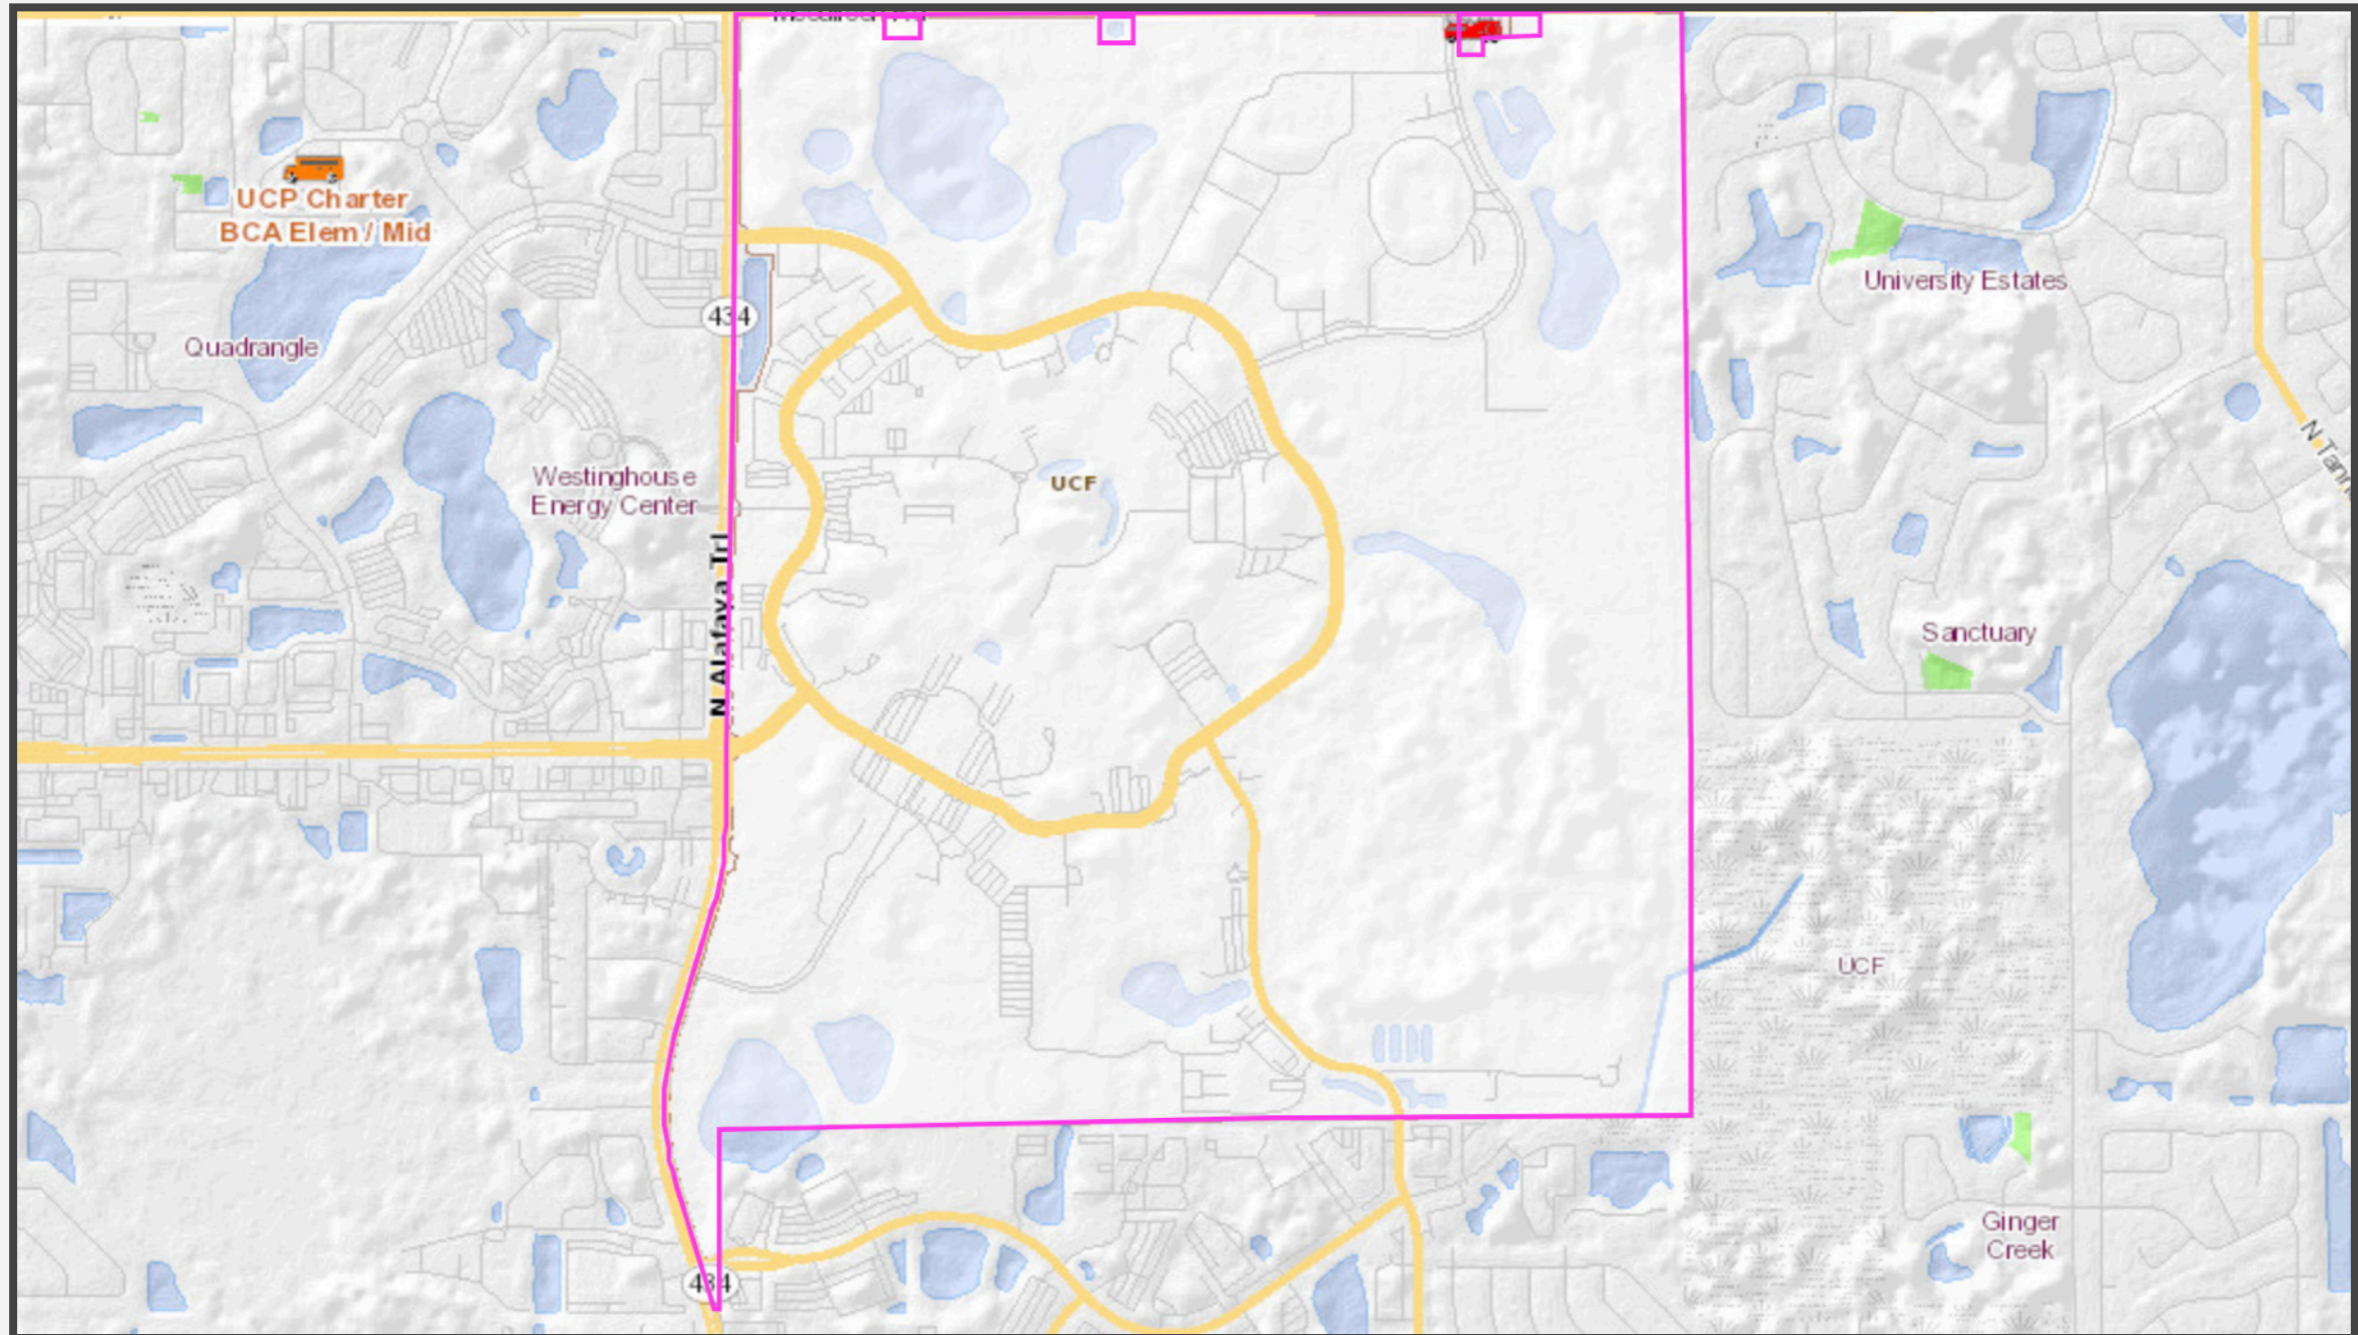 UCP Charter
BCA Elem / Mid
University Estates
434
Quadrangle
N Tann
Westinghouse
Energy Center
UCF
N Alafaya Trl
Sanctuary
UCF
Ginger
Creek
434